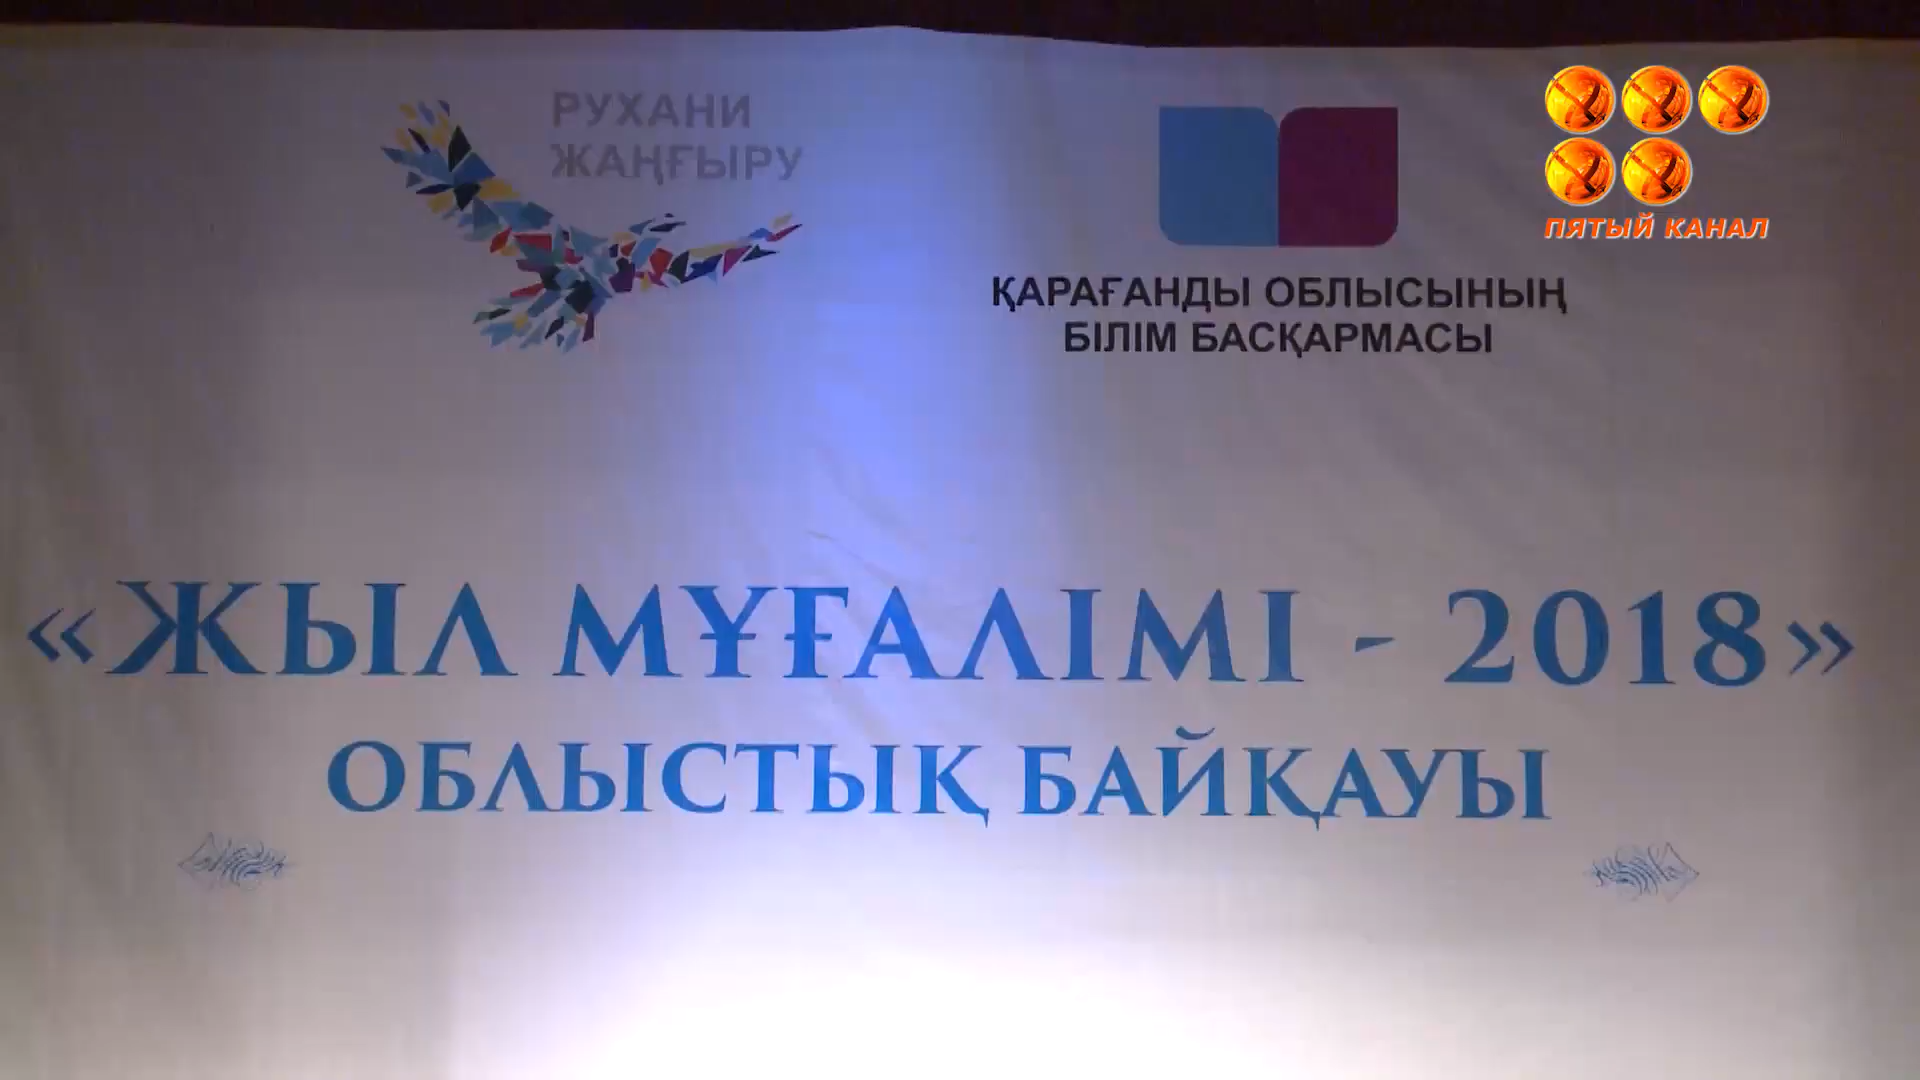 РУХАНИ
ЖАҢҒЫРУ
ҚАРАҒАНДЫ ОБЛЫСЫНЫҢ
БІЛІМ БАСҚАРМАСЫ
ПЯТЫЙ КАНАЛ
«ЖЫЛ МҰҒАЛІМІ - 2018»
ОБЛЫСТЫҚ БАЙҚАУЫ